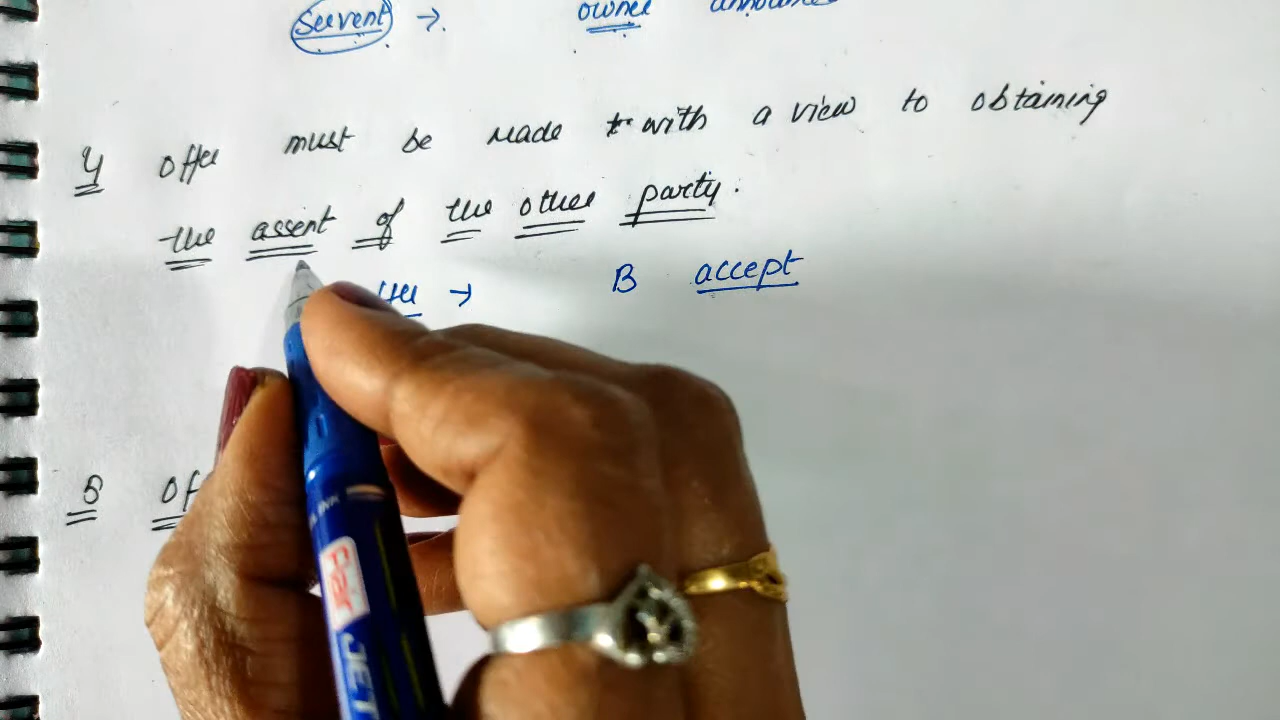 Servent → owner
4 offer must be made with a view to obtaining
the assent of the other party.
→ B accept
5 of
JET